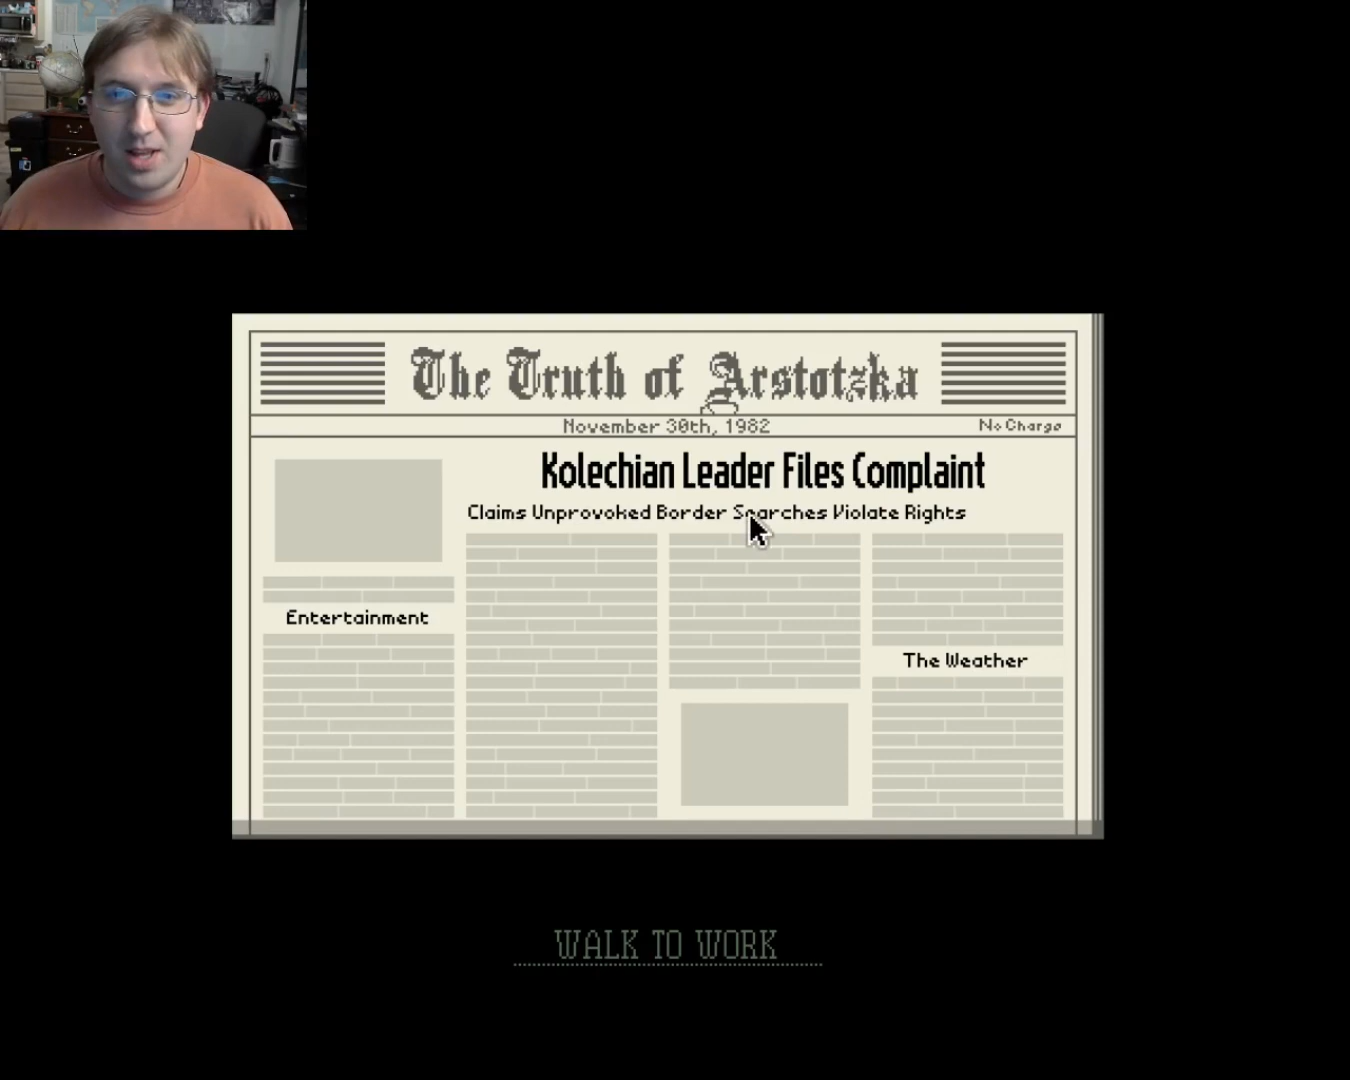 The Truth of Arstotzka
November 30th, 1982
No Charge
Kolechian Leader Files Complaint
Claims Unprovoked Border Searches Violate Rights
Entertainment
The Weather
WALK TO WORK